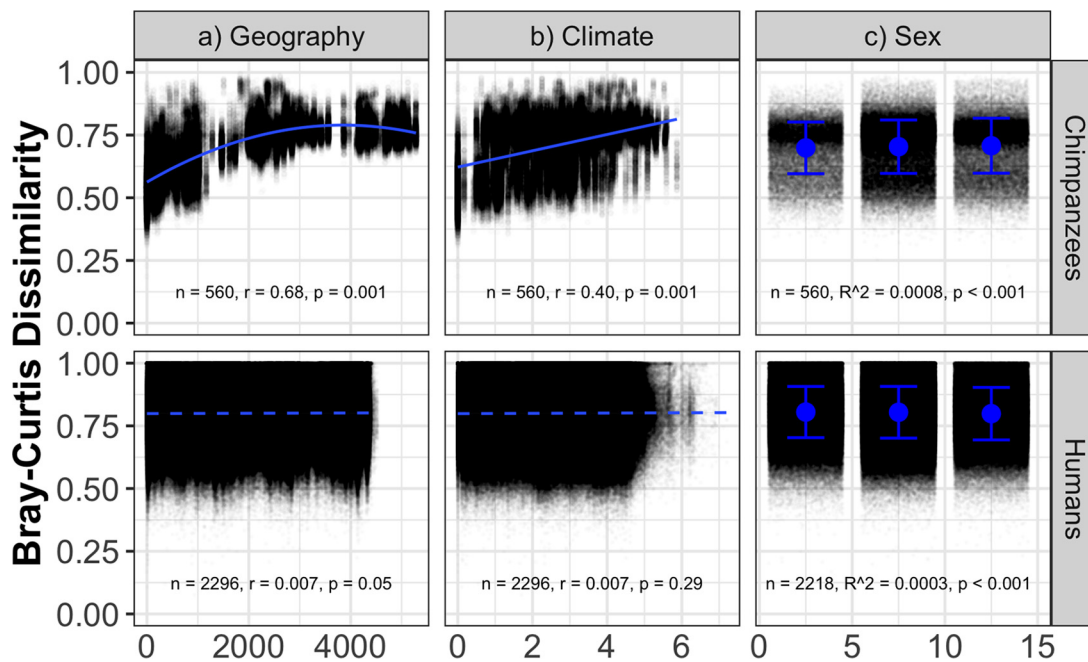 a) Geography
b) Climate
c) Sex
Bray-Curtis Dissimilarity
1.00
0.75
0.50
0.25
0.00
n = 560, r = 0.68, p = 0.001
n = 560, r = 0.40, p = 0.001
n = 560, R^2 = 0.0008, p < 0.001
Chimpanzees
1.00
0.75
0.50
0.25
0.00
n = 2296, r = 0.007, p = 0.05
n = 2296, r = 0.007, p = 0.29
n = 2218, R^2 = 0.0003, p < 0.001
Humans
0 2000 4000
0 2 4 6
0 5 10 15